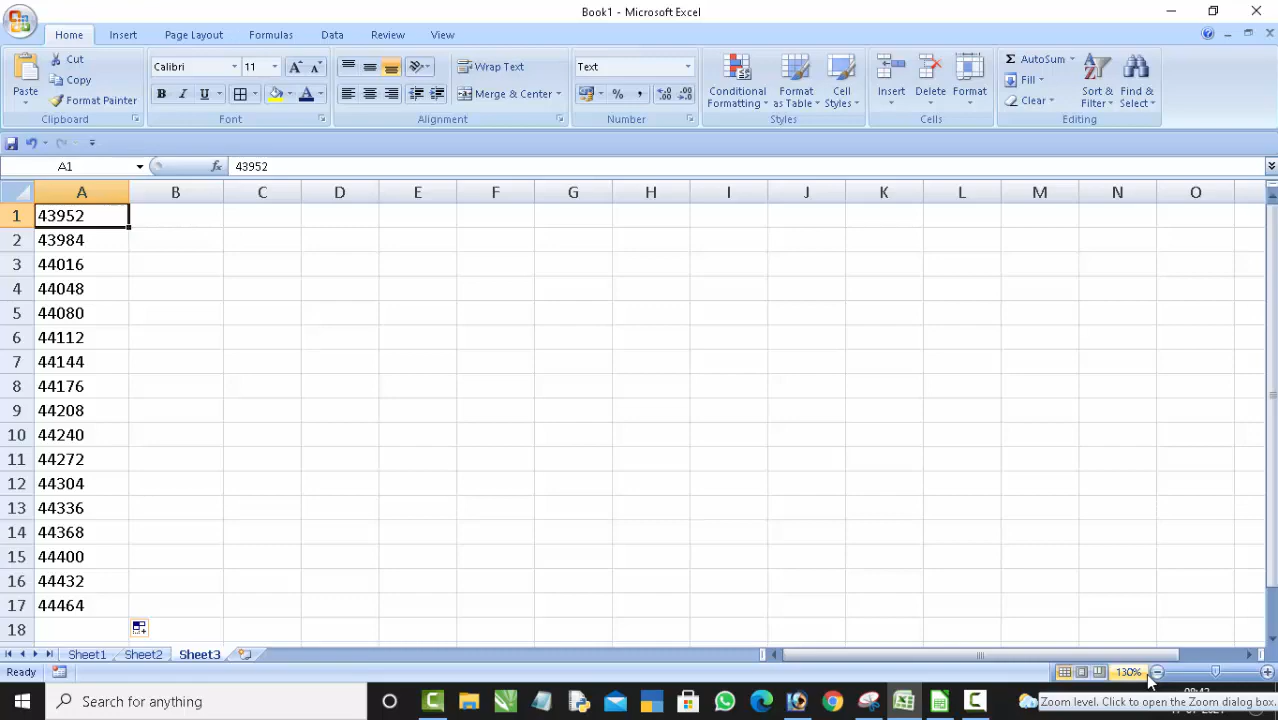 Book1 - Microsoft Excel
Home Insert Page Layout Formulas Data Review View
Paste Cut Copy Format Painter Clipboard
Calibri 11 A A B I U A Font
Wrap Text Merge & Center Alignment
Text % , Number
Conditional Formatting Format as Table Cell Styles Styles
Insert Delete Format Cells
Σ AutoSum Fill Clear Sort & Filter Find & Select Editing
A1 fx 43952
A B C D E F G H I J K L M N O
1 43952
2 43984
3 44016
4 44048
5 44080
6 44112
7 44144
8 44176
9 44208
10 44240
11 44272
12 44304
13 44336
14 44368
15 44400
16 44432
17 44464
18
Sheet1 Sheet2 Sheet3
Ready 130%
Search for anything
Zoom level. Click to open the Zoom dialog box.